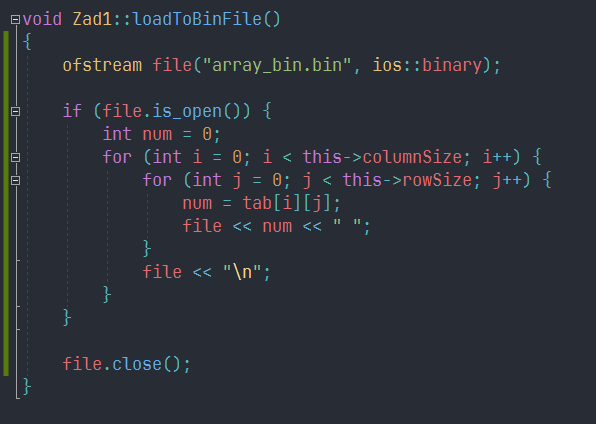 void Zad1::loadToBinFile()
{
    ofstream file("array_bin.bin", ios::binary);

    if (file.is_open()) {
        int num = 0;
        for (int i = 0; i < this->columnSize; i++) {
            for (int j = 0; j < this->rowSize; j++) {
                num = tab[i][j];
                file << num << " ";
            }
            file << "\n";
        }
    }

    file.close();
}